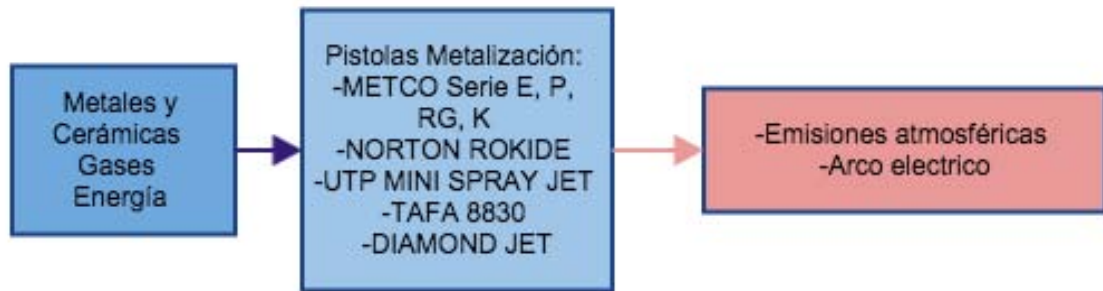 Metales y
Cerámicas
Gases
Energía
Pistolas Metalización:
-METCO Serie E, P,
RG, K
-NORTON ROKIDE
-UTP MINI SPRAY JET
-TAFA 8830
-DIAMOND JET
-Emisiones atmosféricas
-Arco electrico